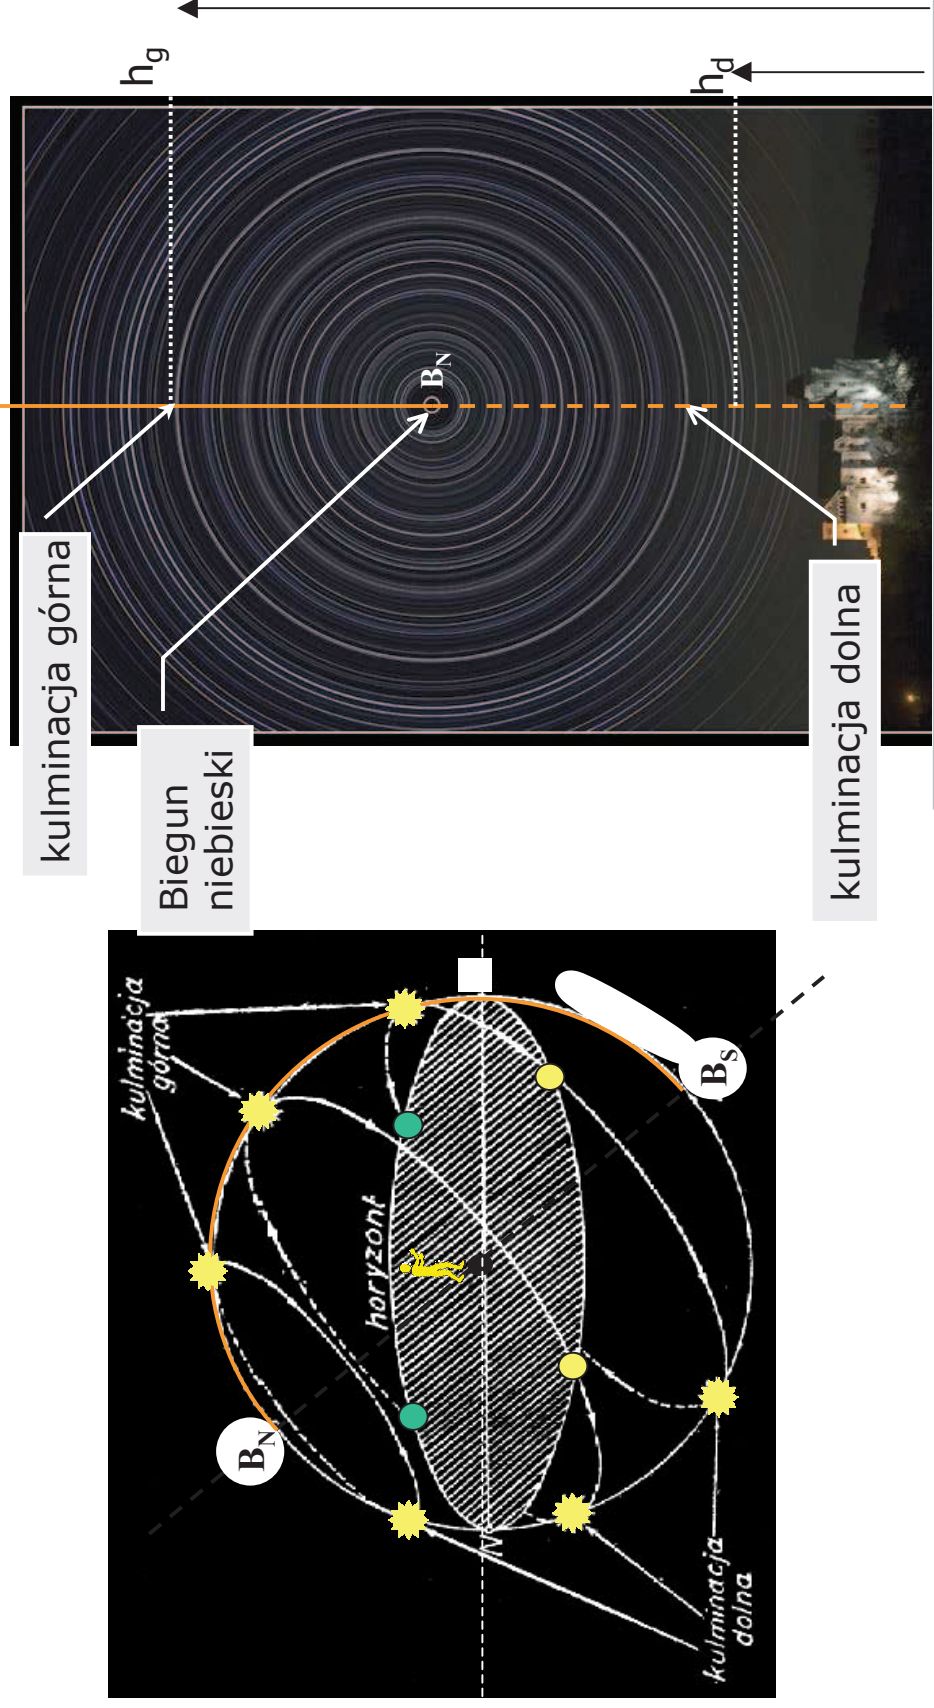 kulminacja
górna
B_N
horyzont
N
B_S
kulminacja
dolna
kulminacja górna
Biegun
niebieski
kulminacja dolna
B_N
h_g
h_d